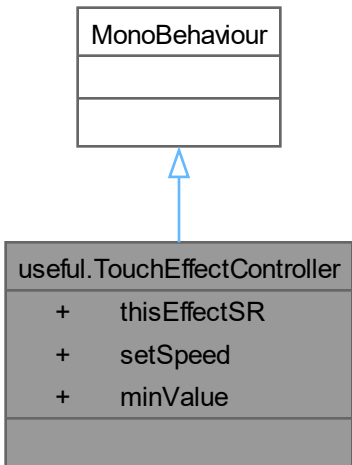 MonoBehaviour
useful.TouchEffectController
+ thisEffectSR
+ setSpeed
+ minValue